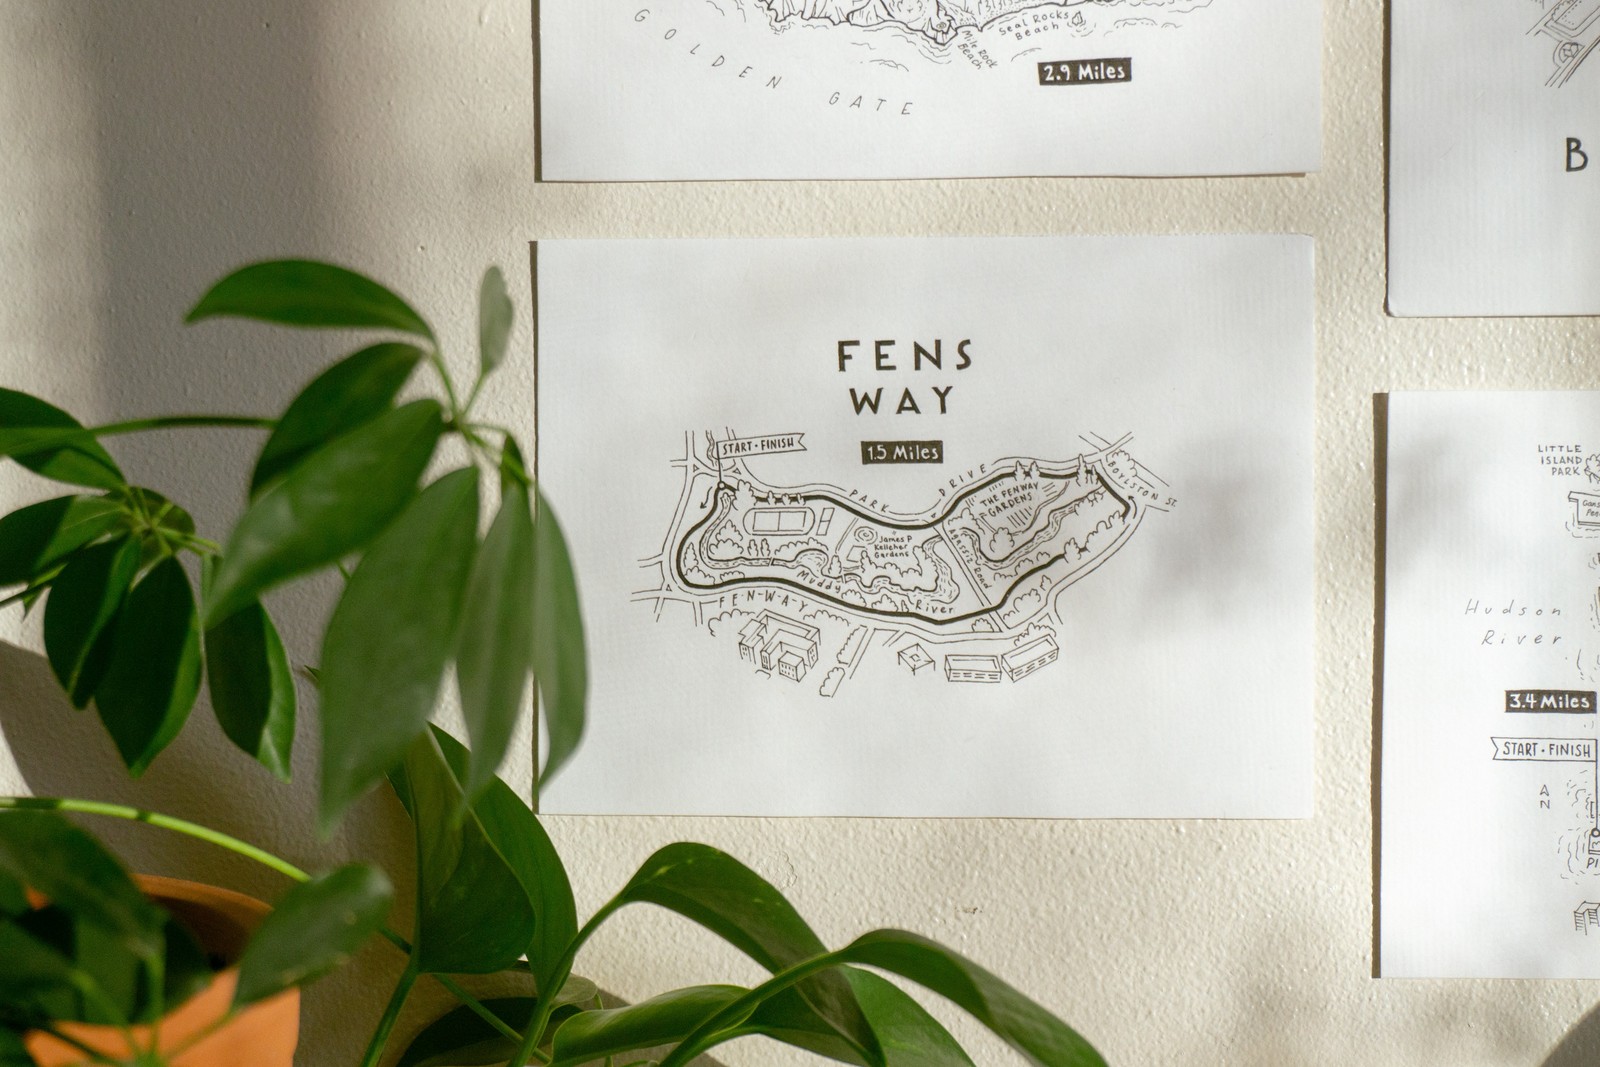 GOLDEN GATE
Seal Rocks
Beach
Mile Rock
Beach
2.9 Miles
B
FENS
WAY
1.5 Miles
START · FINISH
PARK DRIVE
BOYLSTON ST.
THE FENWAY
GARDENS
James P
Kelleher
Gardens
Agassiz Road
Muddy River
FENWAY
LITTLE
ISLAND
PARK
Hudson
River
3.4 Miles
START · FINISH